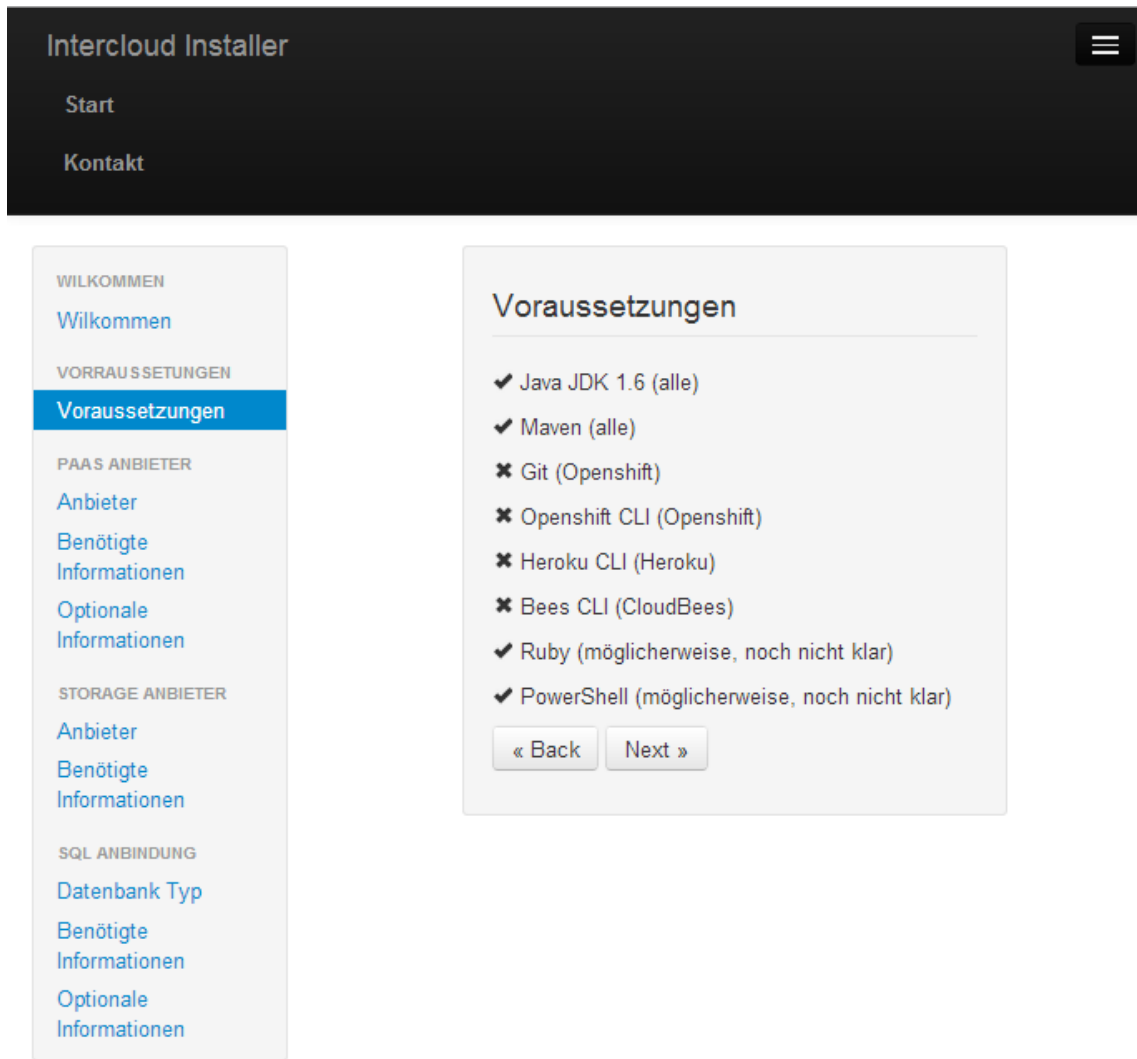 Intercloud Installer
Start
Kontakt
WILKOMMEN
Wilkommen
VORRAUSSETUNGEN
Voraussetzungen
PAAS ANBIETER
Anbieter
Benötigte
Informationen
Optionale
Informationen
STORAGE ANBIETER
Anbieter
Benötigte
Informationen
SQL ANBINDUNG
Datenbank Typ
Benötigte
Informationen
Optionale
Informationen
Voraussetzungen
✔ Java JDK 1.6 (alle)
✔ Maven (alle)
✖ Git (Openshift)
✖ Openshift CLI (Openshift)
✖ Heroku CLI (Heroku)
✖ Bees CLI (CloudBees)
✔ Ruby (möglicherweise, noch nicht klar)
✔ PowerShell (möglicherweise, noch nicht klar)
« Back Next »